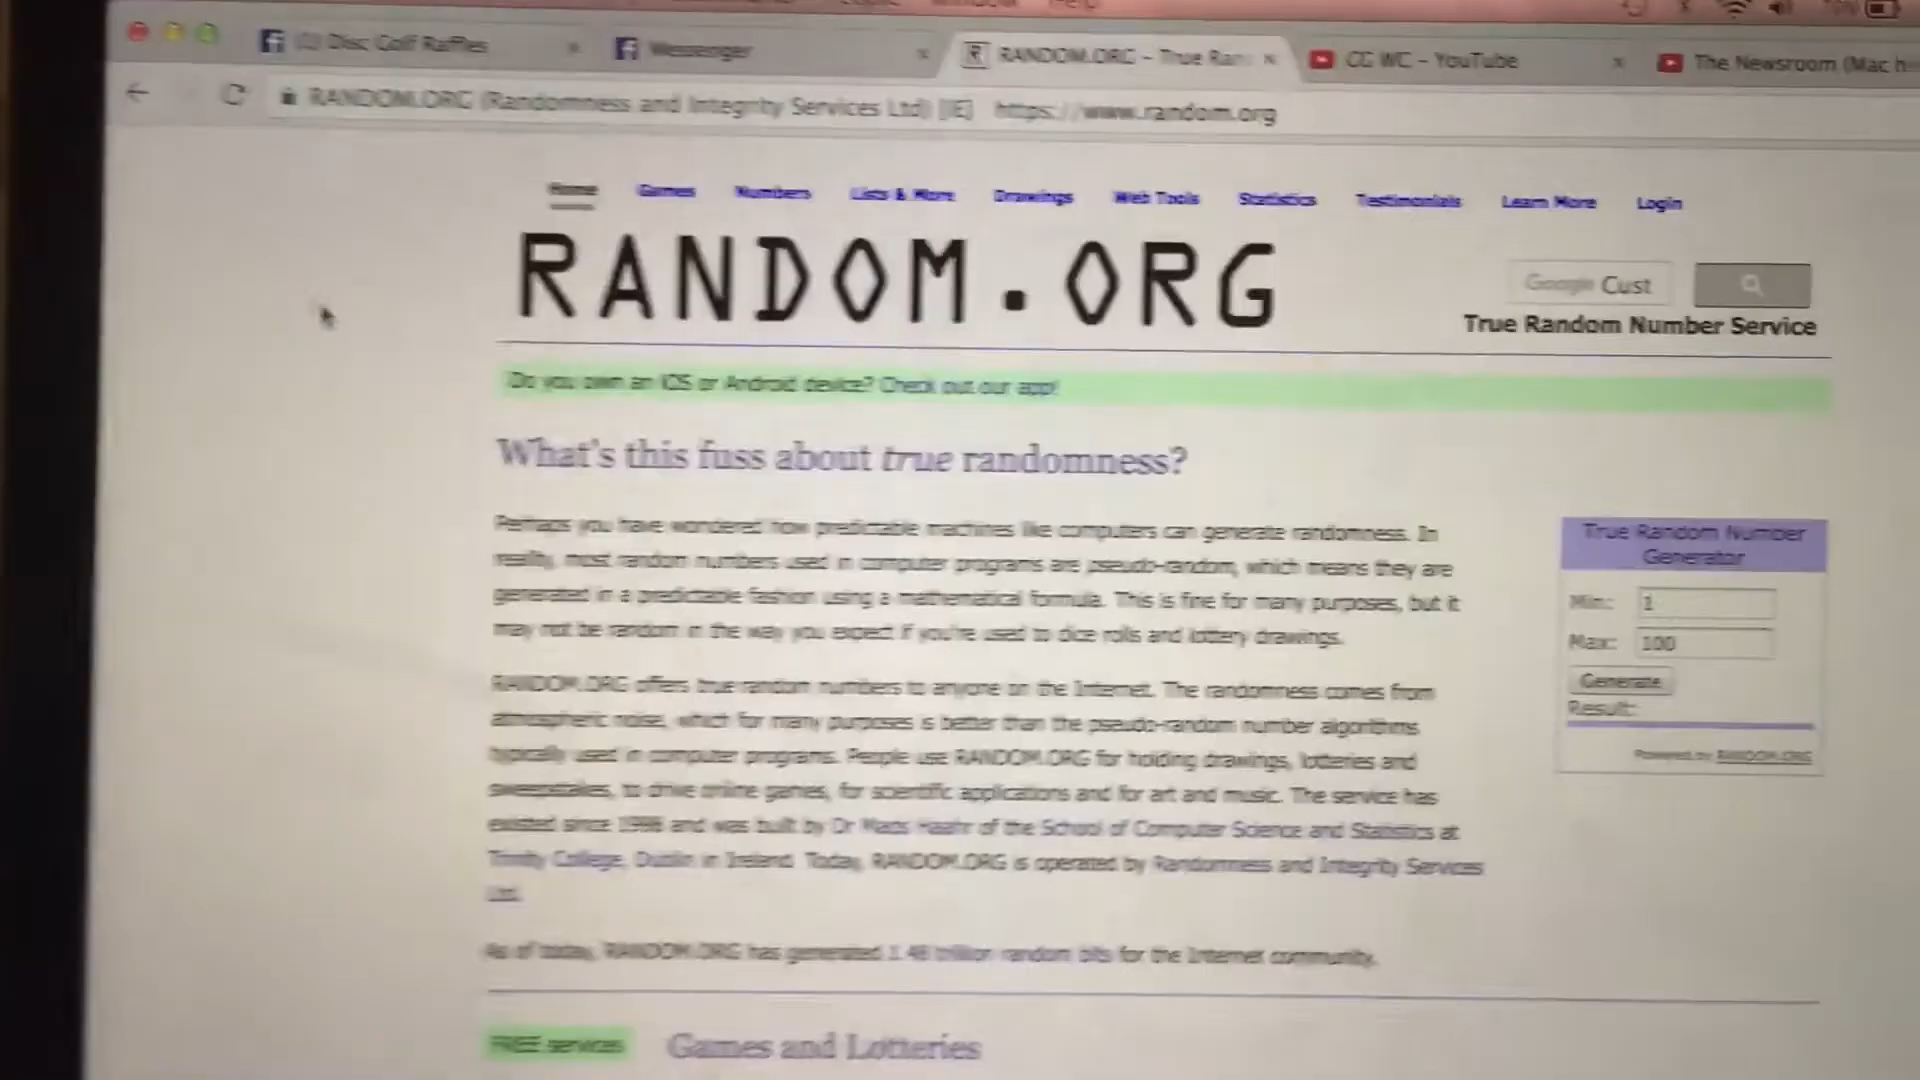 Disc Golf Raffles
Messenger
RANDOM.ORG - True Ran
CG WC - YouTube
The Newsroom (Mac h
RANDOM.ORG (Randomness and Integrity Services Ltd) [IE] https://www.random.org
Home Games Numbers Lists & More Drawings Web Tools Statistics Testimonials Learn More Login
RANDOM.ORG
Google Cust
True Random Number Service
Do you own an iOS or Android device? Check out our app!
What's this fuss about true randomness?
Perhaps you have wondered how predictable machines like computers can generate randomness. In
reality, most random numbers used in computer programs are pseudo-random, which means they are
generated in a predictable fashion using a mathematical formula. This is fine for many purposes, but it
may not be random in the way you expect if you're used to dice rolls and lottery drawings.
RANDOM.ORG offers true random numbers to anyone on the Internet. The randomness comes from
atmospheric noise, which for many purposes is better than the pseudo-random number algorithms
typically used in computer programs. People use RANDOM.ORG for holding drawings, lotteries and
sweepstakes, to drive online games, for scientific applications and for art and music. The service has
existed since 1998 and was built by Dr Mads Haahr of the School of Computer Science and Statistics at
Trinity College, Dublin in Ireland. Today, RANDOM.ORG is operated by Randomness and Integrity Services
Ltd.
As of today, RANDOM.ORG has generated 1.48 trillion random bits for the Internet community.
True Random Number
Generator
Min: 1
Max: 100
Generate
Result:
Powered by RANDOM.ORG
FREE services
Games and Lotteries